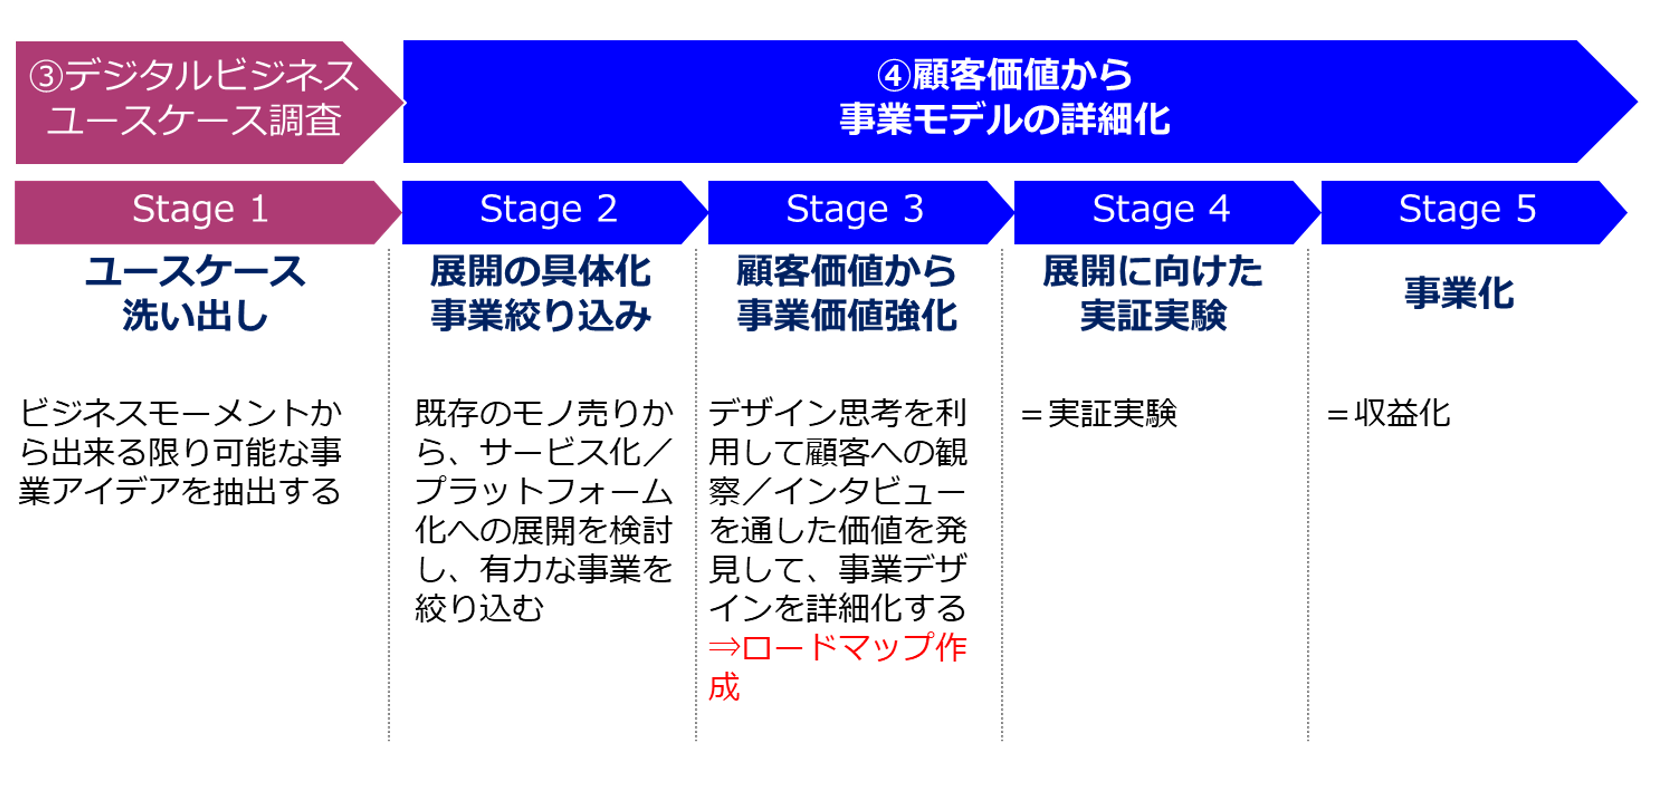 ③デジタルビジネス
ユースケース調査
④顧客価値から
事業モデルの詳細化
Stage 1
Stage 2
Stage 3
Stage 4
Stage 5
ユースケース
洗い出し
展開の具体化
事業絞り込み
顧客価値から
事業価値強化
展開に向けた
実証実験
事業化
ビジネスモーメントか
ら出来る限り可能な事
業アイデアを抽出する
既存のモノ売りか
ら、サービス化／
プラットフォーム
化への展開を検討
し、有力な事業を
絞り込む
デザイン思考を利
用して顧客への観
察／インタビュー
を通した価値を発
見して、事業デザ
インを詳細化する
⇒ロードマップ作
成
＝実証実験
＝収益化